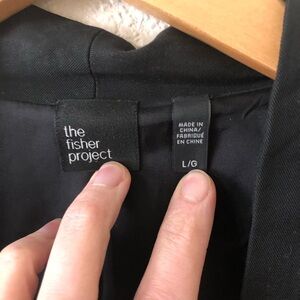 the
fisher
project
MADE IN
CHINA/
FABRIQUÉ
EN CHINE
L/G